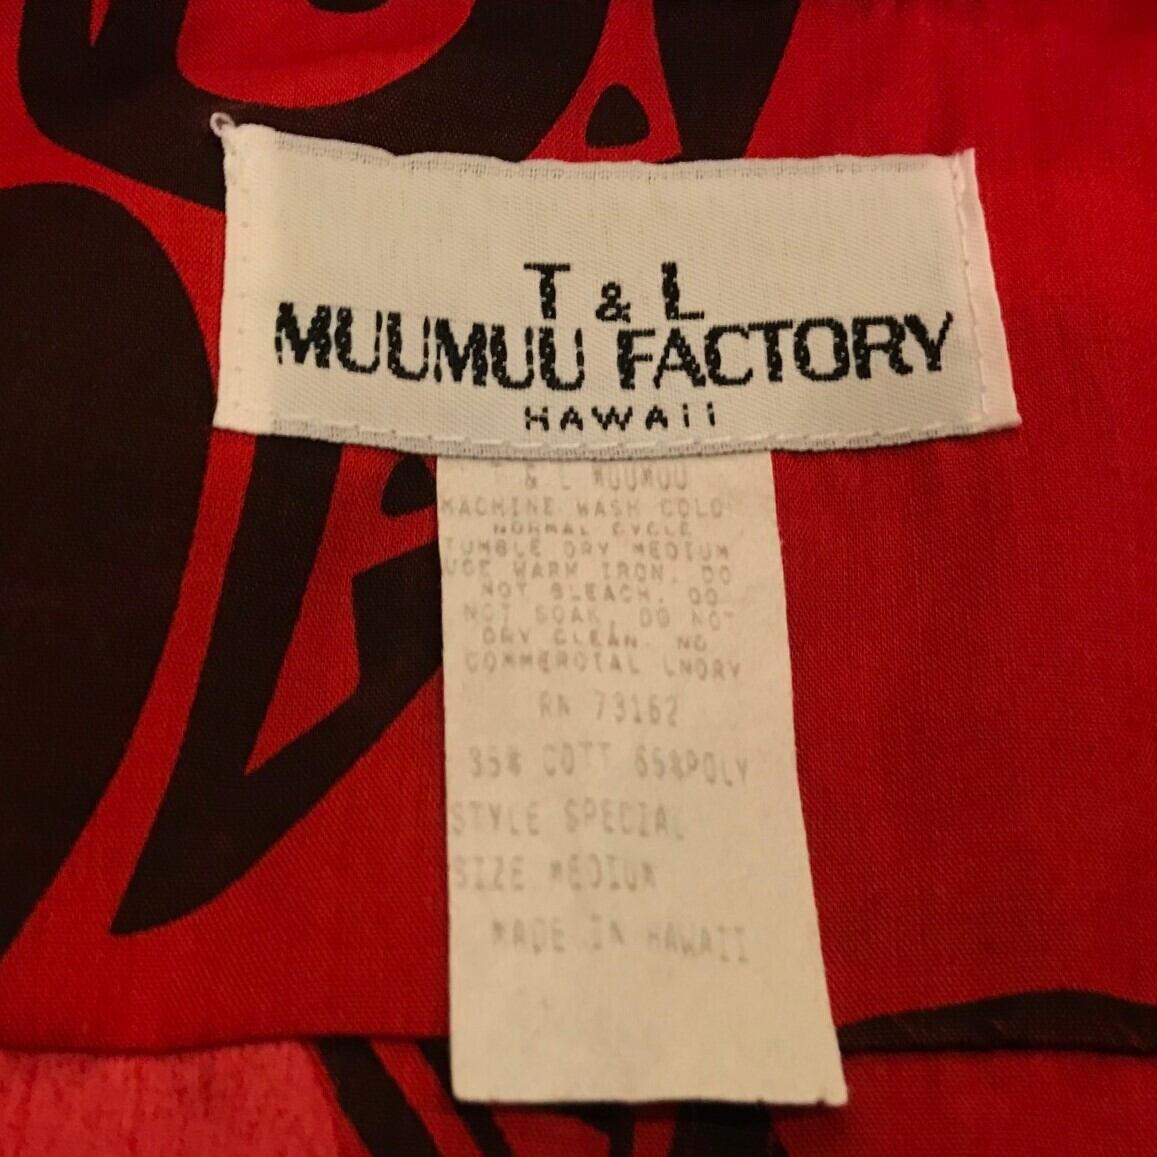 T & L
MUUMUU FACTORY
HAWAii
T & L MUUMUU
MACHINE WASH COLD
NORMAL CYCLE
TUMBLE DRY MEDIUM
USE WARM IRON. DO
NOT BLEACH. DO
NOT SOAK. DO NOT
DRY CLEAN. NO
COMMERCIAL LNDRY
RN 73162
35% COTT 65%POLY
STYLE SPECIAL
SIZE MEDIUM
MADE IN HAWAII